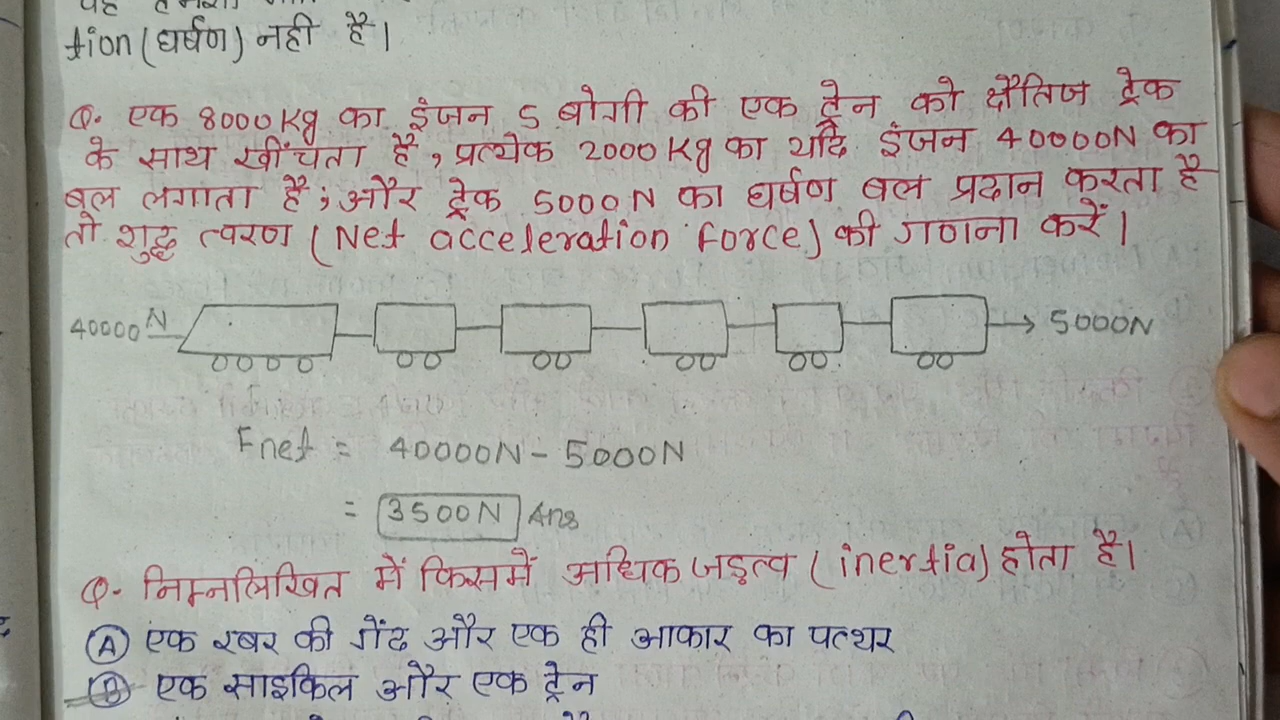 tion (घर्षण) नही है।
Q. एक 8000 Kg का इंजन 5 बोगी की एक ट्रेन को क्षैतिज ट्रेक
के साथ खींचता है, प्रत्येक 2000 Kg का यदि इंजन 40000N का
बल लगाता है; और ट्रेक 5000 N का घर्षण बल प्रदान करता है
तो शुद्ध त्वरण (Net acceleration Force) की गणना करें।
40000 N 5000N
Fnet = 40000N - 5000N
= 3500N Ans
Q. निम्नलिखित में किसमें अधिक जड़त्व (inertia) होता है।
(A) एक रबर की गेंद और एक ही आकार का पत्थर
(B) एक साइकिल और एक ट्रेन